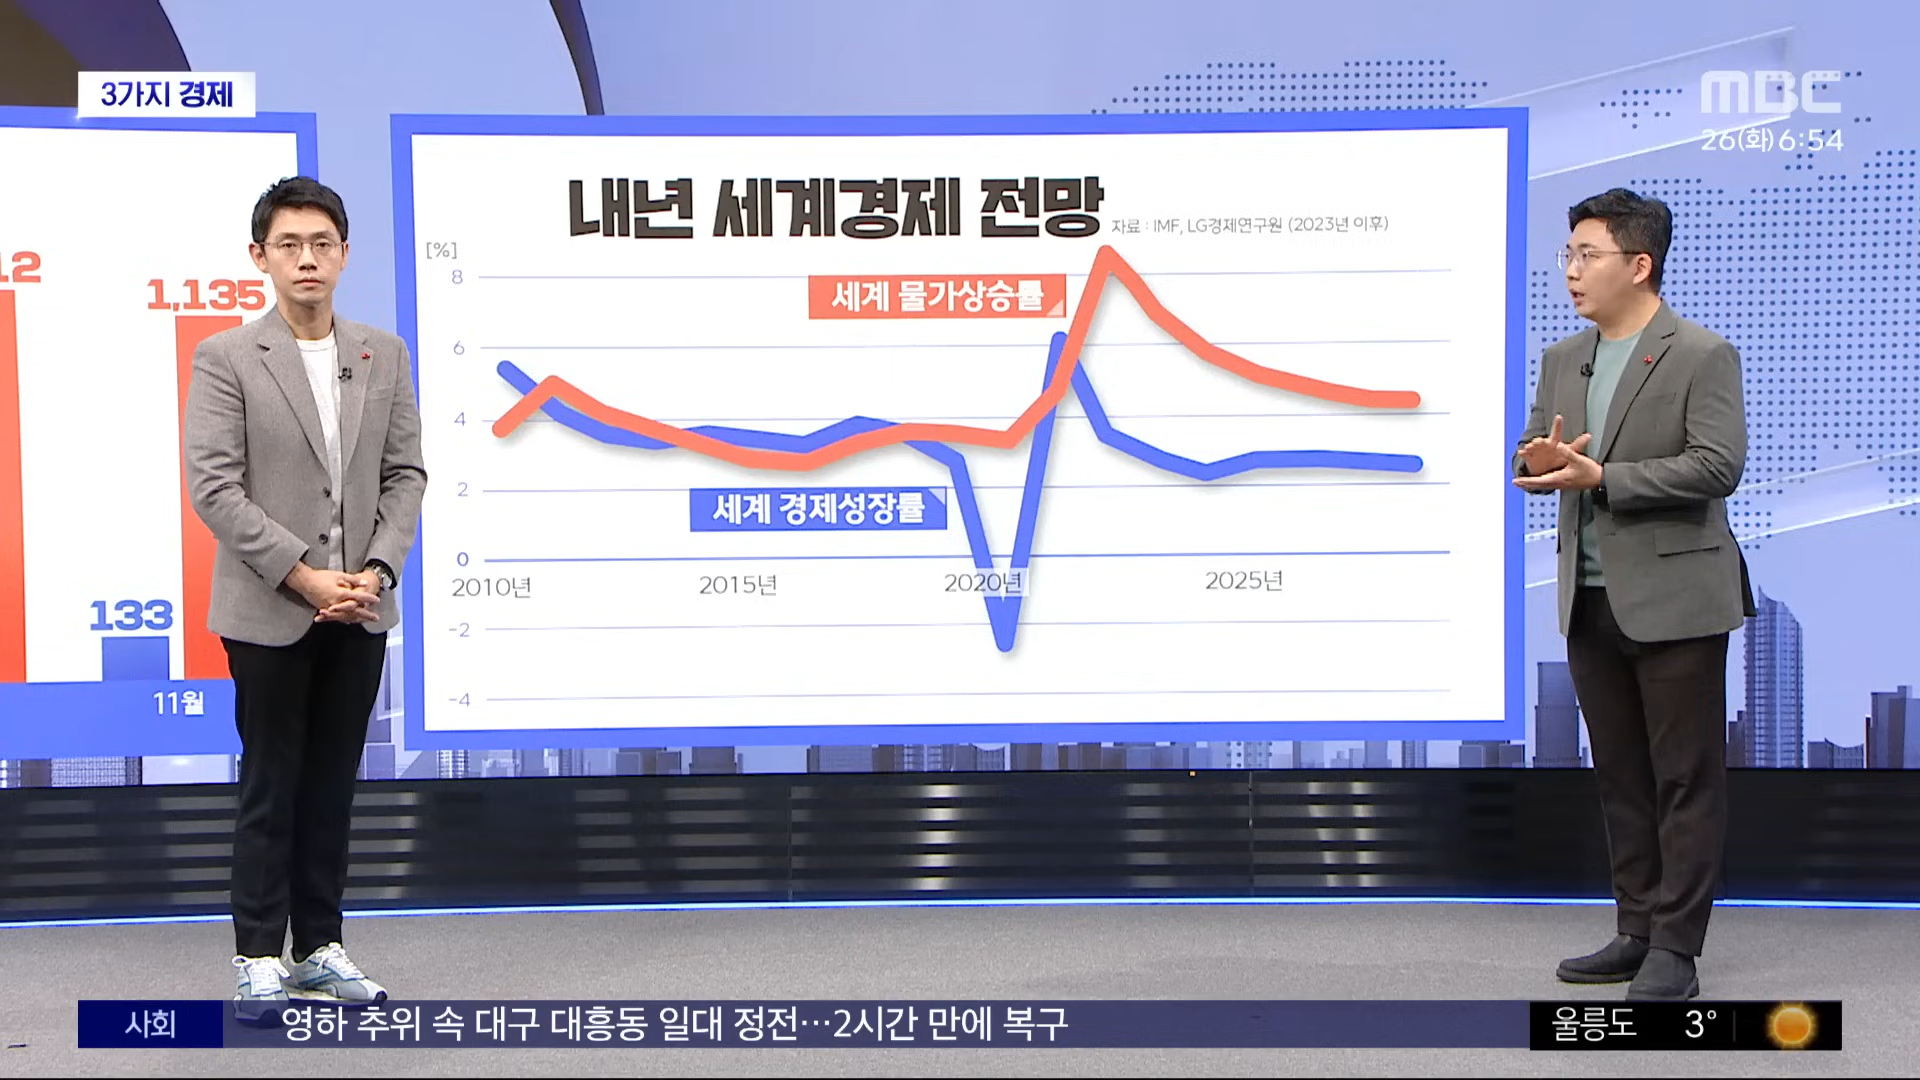 3가지 경제
MBC
26(화)6:54
내년 세계경제 전망
자료 : IMF, LG경제연구원 (2023년 이후)
[%]
8
세계 물가상승률
6
4
2
세계 경제성장률
0
2010년 2015년 2020년 2025년
-2
-4
12
1,135
133
11월
사회
영하 추위 속 대구 대흥동 일대 정전…2시간 만에 복구
울릉도 3°